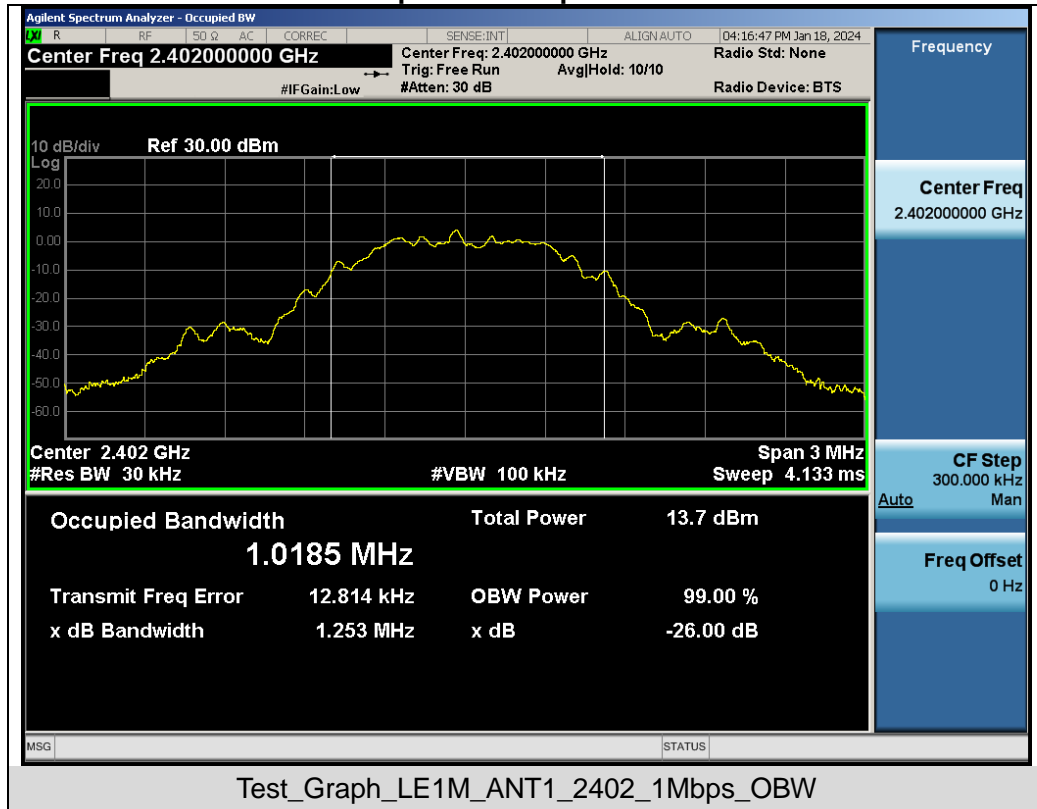 Agilent Spectrum Analyzer - Occupied BW
LXI R RF 50 Ω AC CORREC SENSE:INT ALIGN AUTO 04:16:47 PM Jan 18, 2024
Center Freq 2.402000000 GHz
Center Freq: 2.402000000 GHz
Radio Std: None
Trig: Free Run Avg|Hold: 10/10
#IFGain:Low
#Atten: 30 dB
Radio Device: BTS
10 dB/div Ref 30.00 dBm
Log
20.0
10.0
0.00
-10.0
-20.0
-30.0
-40.0
-50.0
-60.0
Center 2.402 GHz
Span 3 MHz
#Res BW 30 kHz
#VBW 100 kHz
Sweep 4.133 ms
Occupied Bandwidth
1.0185 MHz
Total Power 13.7 dBm
Transmit Freq Error 12.814 kHz
OBW Power 99.00 %
x dB Bandwidth 1.253 MHz
x dB -26.00 dB
Frequency
Center Freq
2.402000000 GHz
CF Step
300.000 kHz
Auto Man
Freq Offset
0 Hz
MSG
STATUS
Test_Graph_LE1M_ANT1_2402_1Mbps_OBW